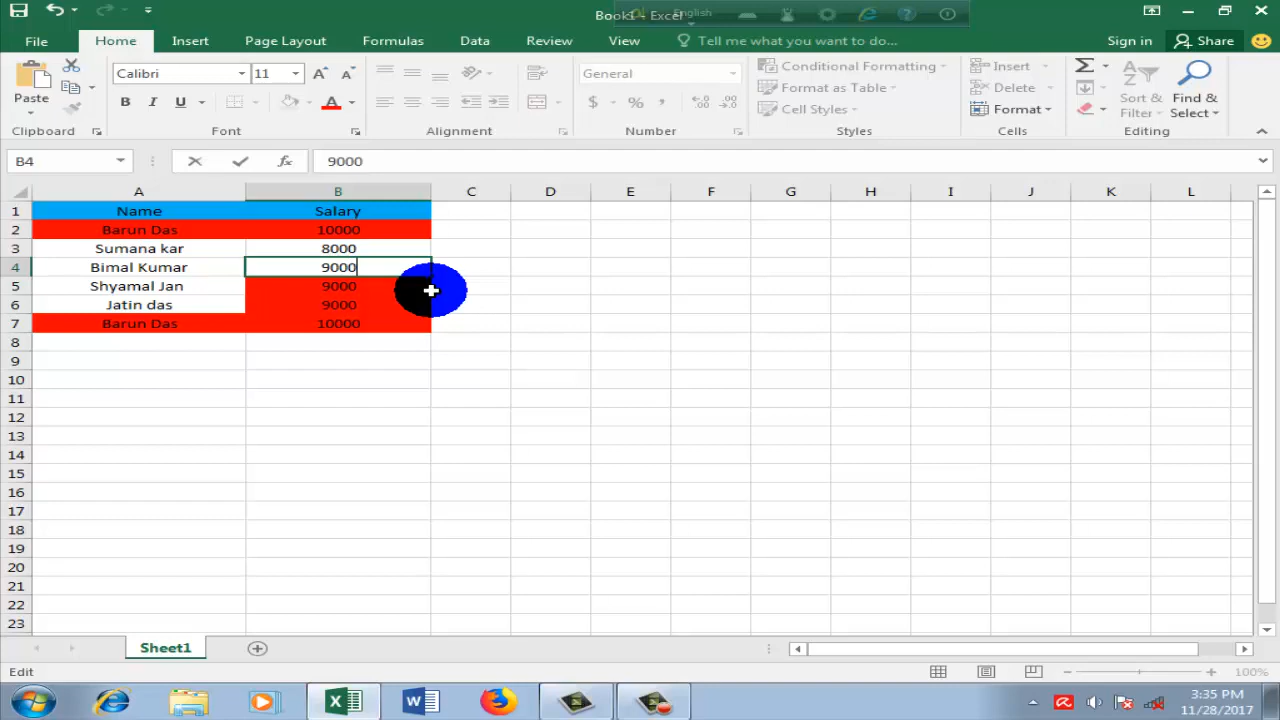 Book1 - Excel
English
File Home Insert Page Layout Formulas Data Review View Tell me what you want to do... Sign in Share
Paste
Calibri 11
B I U A
General
$ % ,
Conditional Formatting
Format as Table
Cell Styles
Insert
Delete
Format
Sort &
Filter
Find &
Select
Clipboard Font Alignment Number Styles Cells Editing
B4 fx 9000
A B C D E F G H I J K L
1 Name Salary
2 Barun Das 10000
3 Sumana kar 8000
4 Bimal Kumar 9000
5 Shyamal Jan 9000
6 Jatin das 9000
7 Barun Das 10000
8
9
10
11
12
13
14
15
16
17
18
19
20
21
22
23
Sheet1
Edit 100%
3:35 PM
11/28/2017